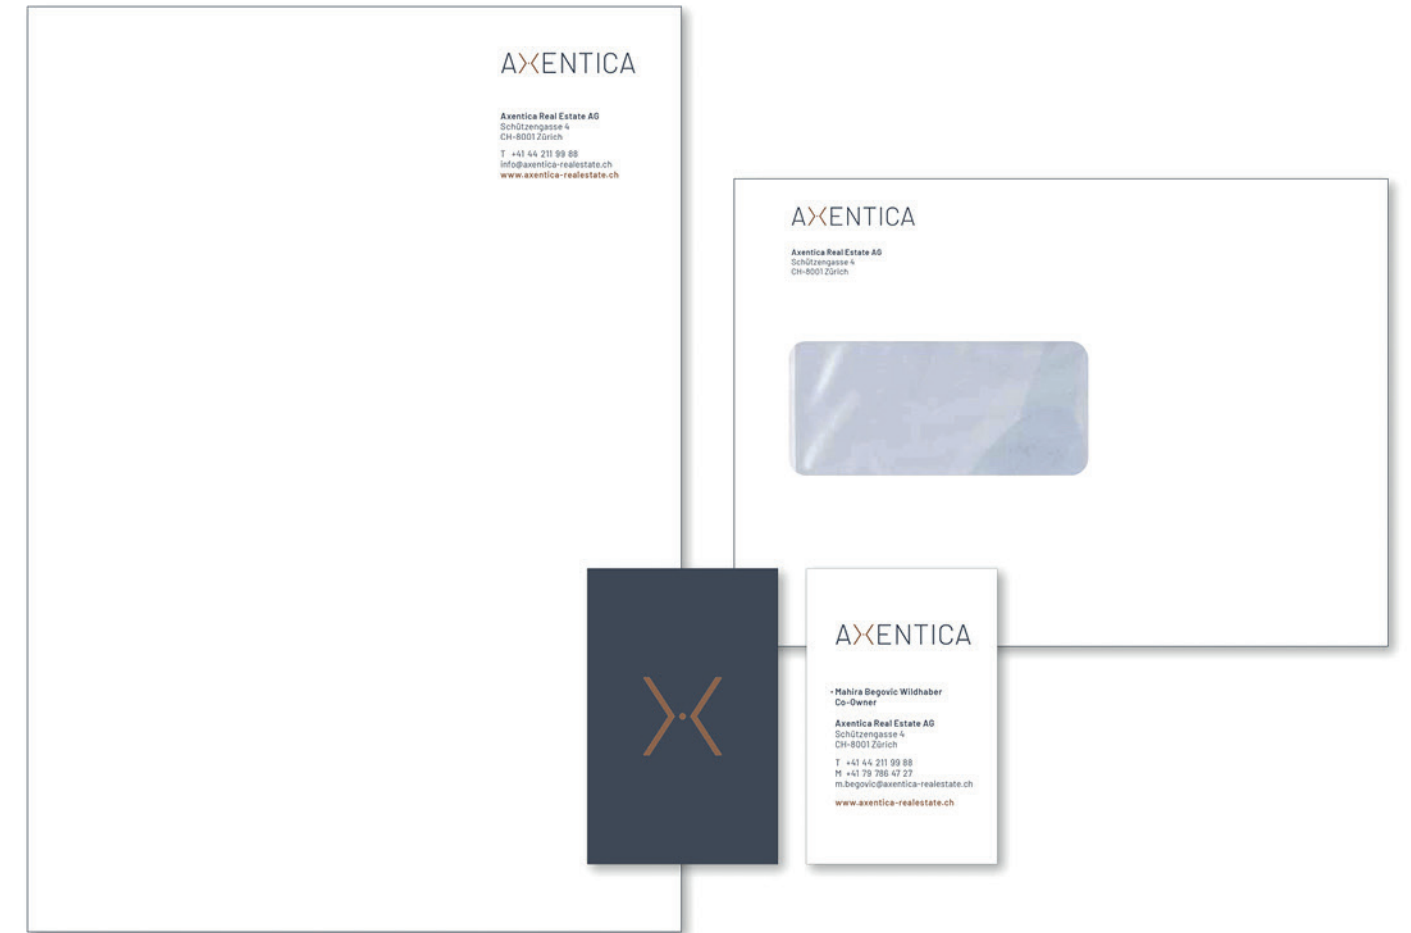 AXENTICA
Axentica Real Estate AG
Schützengasse 4
CH-8001 Zürich
T +41 44 211 99 88
info@axentica-realestate.ch
www.axentica-realestate.ch
AXENTICA
Axentica Real Estate AG
Schützengasse 4
CH-8001 Zürich
AXENTICA
• Mahira Begovic Wildhaber
Co-Owner
Axentica Real Estate AG
Schützengasse 4
CH-8001 Zürich
T +41 44 211 99 88
M +41 79 786 47 27
m.begovic@axentica-realestate.ch
www.axentica-realestate.ch